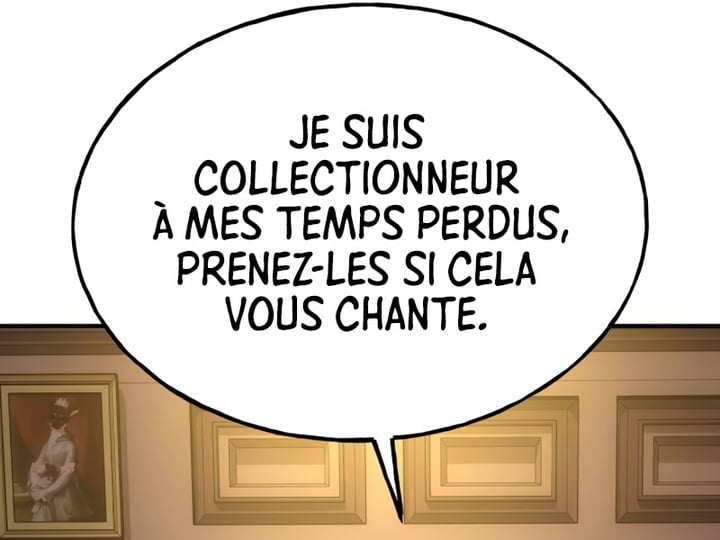 JE SUIS
COLLECTIONNEUR
À MES TEMPS PERDUS,
PRENEZ-LES SI CELA
VOUS CHANTE.